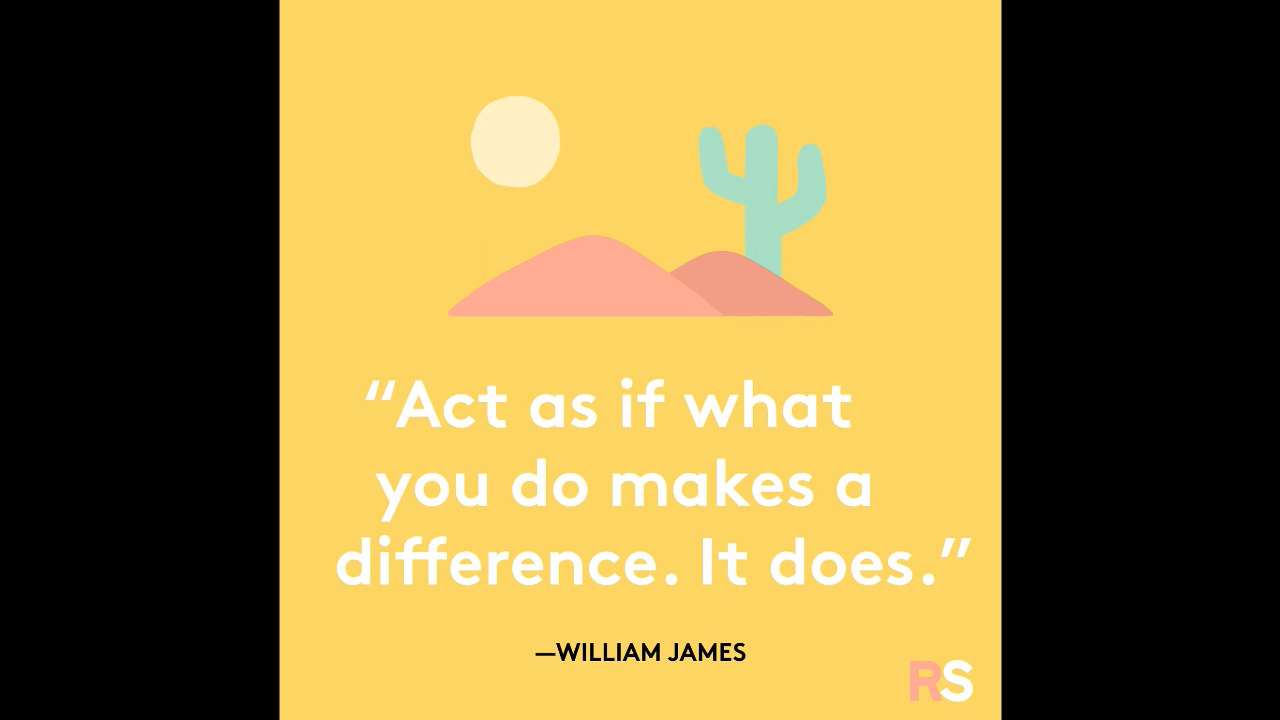 “Act as if what
you do makes a
difference. It does.”
—WILLIAM JAMES
RS